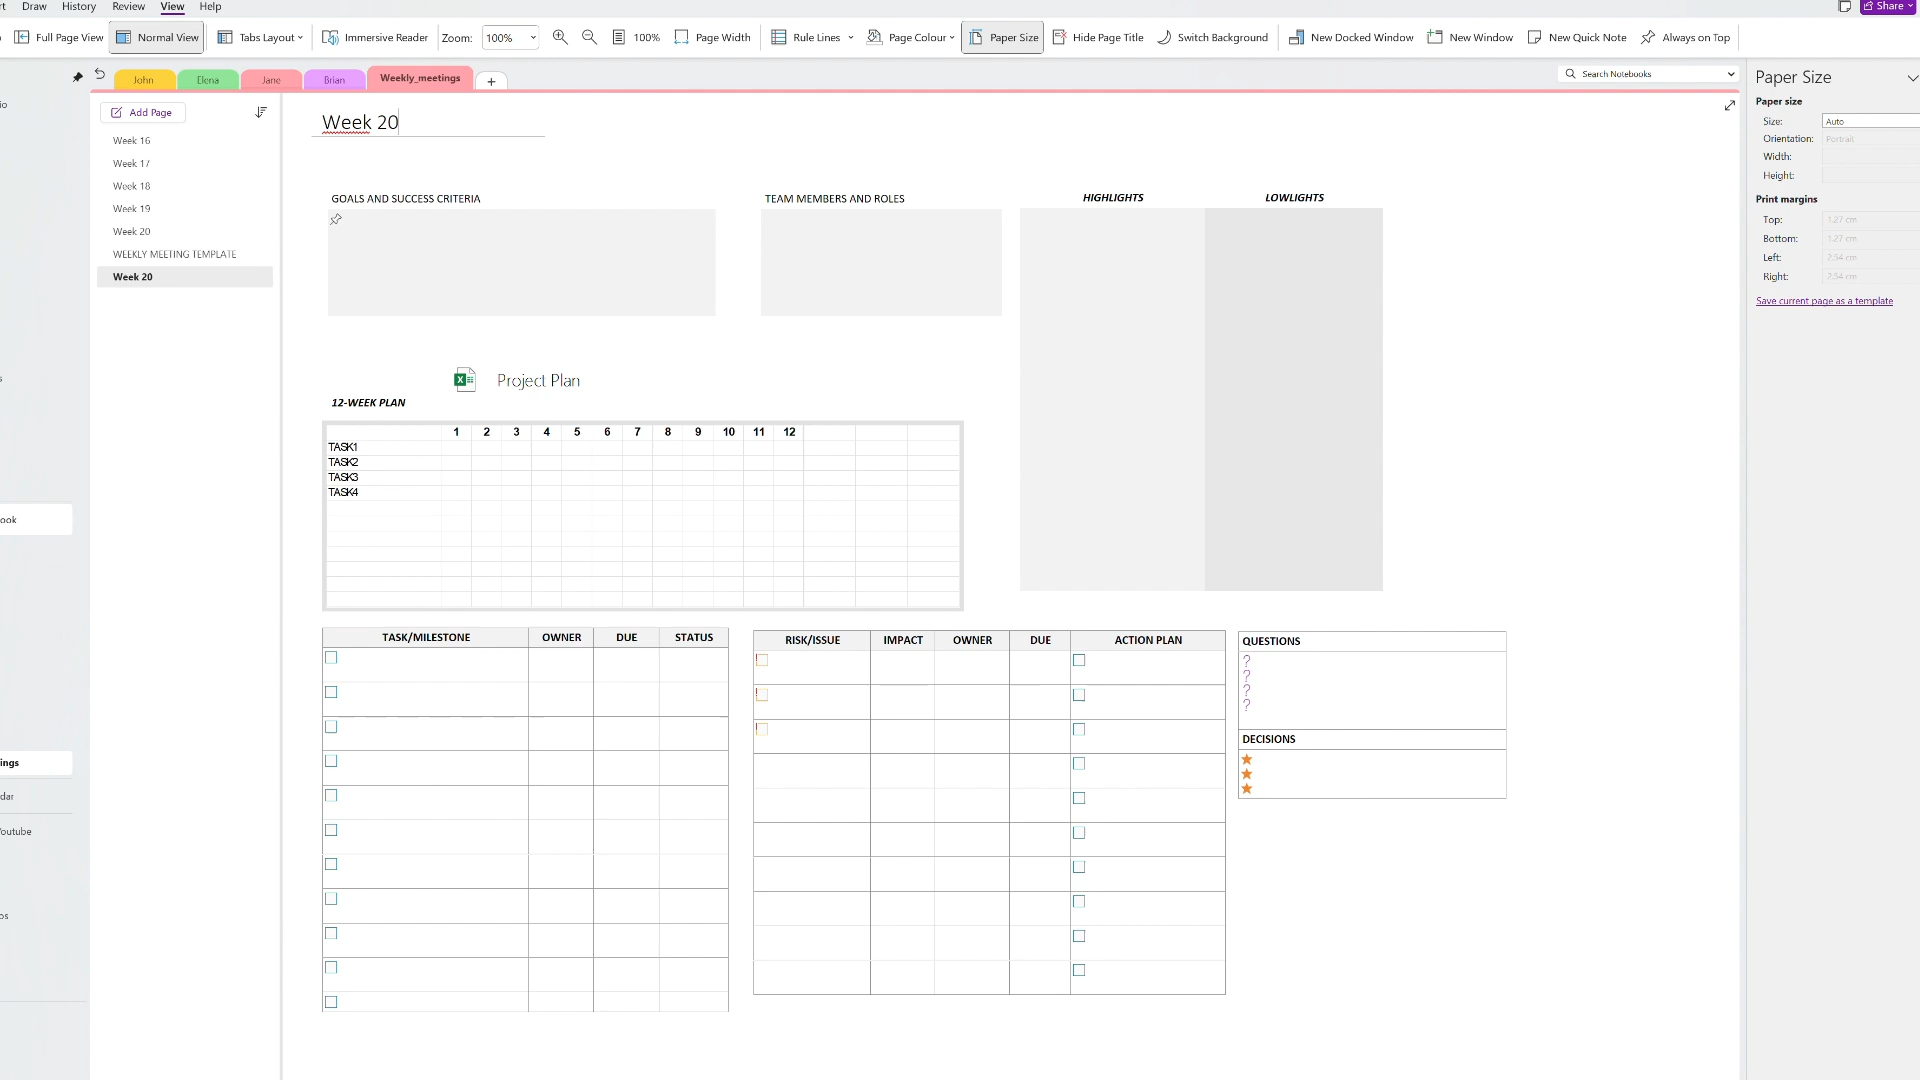 Draw History Review View Help
Share
Full Page View Normal View Tabs Layout Immersive Reader Zoom: 100% 100% Page Width Rule Lines Page Colour Paper Size Hide Page Title Switch Background New Docked Window New Window New Quick Note Always on Top
John Elena Jane Brian Weekly_meetings +
Search Notebooks
Add Page
Week 16
Week 17
Week 18
Week 19
Week 20
WEEKLY MEETING TEMPLATE
Week 20
ook
ings
dar
Youtube
Week 20
GOALS AND SUCCESS CRITERIA
TEAM MEMBERS AND ROLES
HIGHLIGHTS LOWLIGHTS
Project Plan
12-WEEK PLAN
1 2 3 4 5 6 7 8 9 10 11 12
TASK1
TASK2
TASK3
TASK4
TASK/MILESTONE OWNER DUE STATUS
RISK/ISSUE IMPACT OWNER DUE ACTION PLAN
QUESTIONS
?
?
?
?
DECISIONS
Paper Size
Paper size
Size: Auto
Orientation: Portrait
Width:
Height:
Print margins
Top: 1.27 cm
Bottom: 1.27 cm
Left: 2.54 cm
Right: 2.54 cm
Save current page as a template